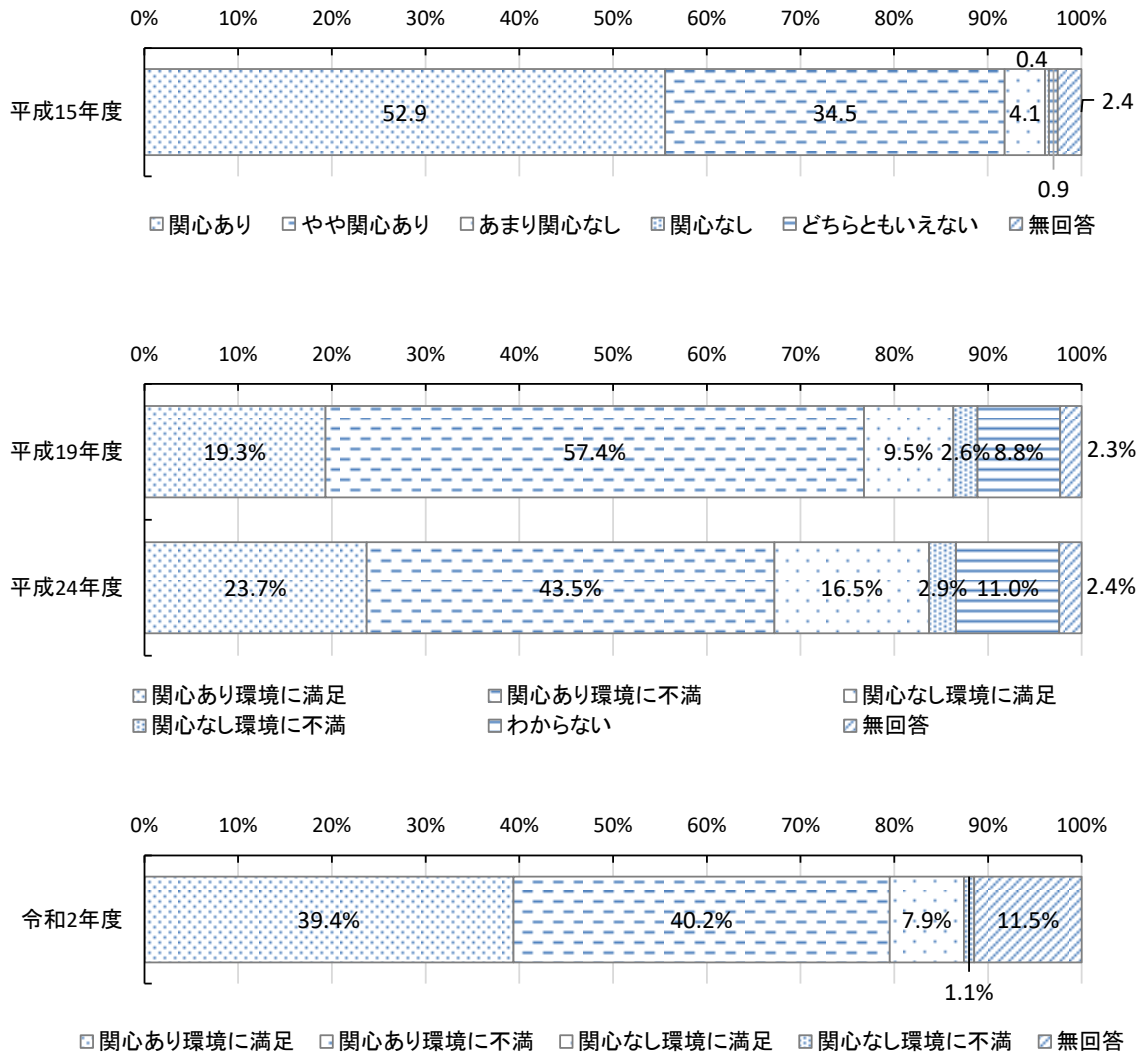 0% 10% 20% 30% 40% 50% 60% 70% 80% 90% 100%
0.4
平成15年度 52.9 34.5 4.1 2.4
0.9
関心あり やや関心あり あまり関心なし 関心なし どちらともいえない 無回答
0% 10% 20% 30% 40% 50% 60% 70% 80% 90% 100%
平成19年度 19.3% 57.4% 9.5% 2.6% 8.8% 2.3%
平成24年度 23.7% 43.5% 16.5% 2.9% 11.0% 2.4%
関心あり環境に満足 関心あり環境に不満 関心なし環境に満足
関心なし環境に不満 わからない 無回答
0% 10% 20% 30% 40% 50% 60% 70% 80% 90% 100%
令和2年度 39.4% 40.2% 7.9% 11.5%
1.1%
関心あり環境に満足 関心あり環境に不満 関心なし環境に満足 関心なし環境に不満 無回答